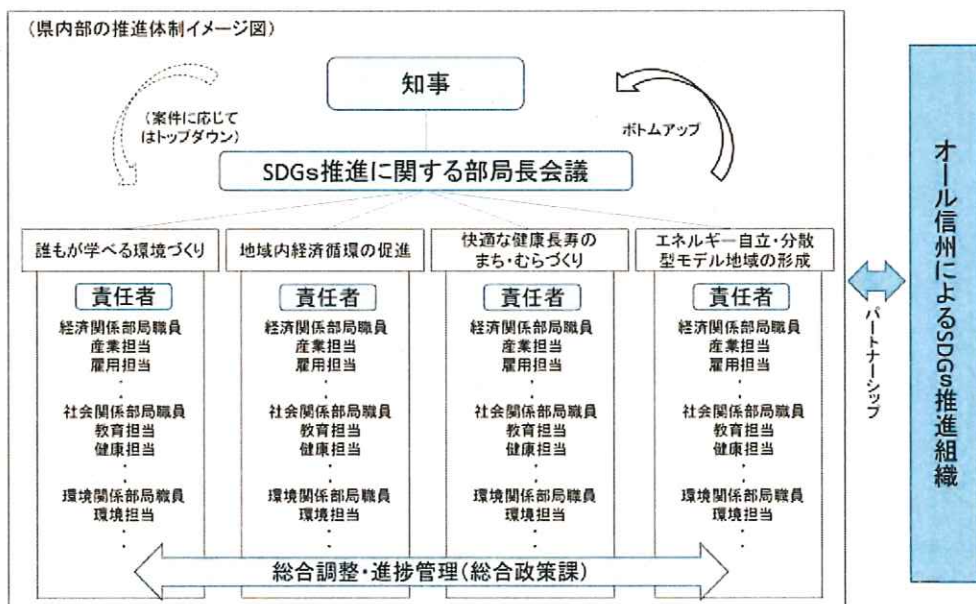 (県内部の推進体制イメージ図)
知事
(案件に応じて
はトップダウン)
ボトムアップ
SDGs推進に関する部局長会議
誰もが学べる環境づくり
責任者
経済関係部局職員
産業担当
雇用担当
・
・
社会関係部局職員
教育担当
健康担当
・
・
環境関係部局職員
環境担当
・
・
地域内経済循環の促進
責任者
経済関係部局職員
産業担当
雇用担当
・
・
社会関係部局職員
教育担当
健康担当
・
・
環境関係部局職員
環境担当
・
・
快適な健康長寿の
まち・むらづくり
責任者
経済関係部局職員
産業担当
雇用担当
・
・
社会関係部局職員
教育担当
健康担当
・
・
環境関係部局職員
環境担当
・
・
エネルギー自立・分散
型モデル地域の形成
責任者
経済関係部局職員
産業担当
雇用担当
・
・
社会関係部局職員
教育担当
健康担当
・
・
環境関係部局職員
環境担当
・
・
総合調整・進捗管理(総合政策課)
パートナーシップ
オール信州によるSDGs推進組織